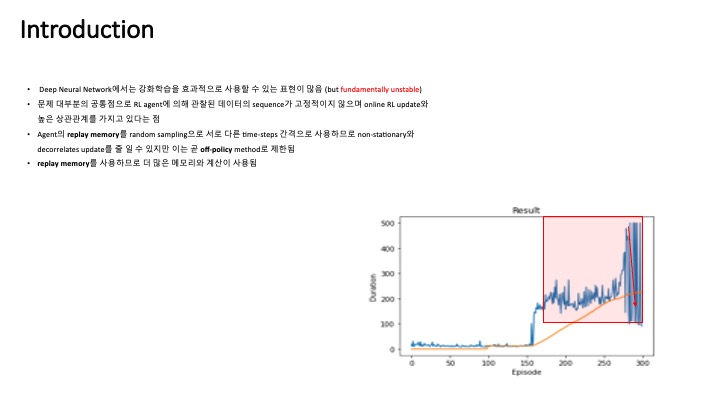 Introduction
• Deep Neural Network에서는 강화학습을 효과적으로 사용할 수 있는 표현이 많음 (but fundamentally unstable)
• 문제 대부분의 공통점으로 RL agent에 의해 관찰된 데이터의 sequence가 고정적이지 않으며 online RL update와
높은 상관관계를 가지고 있다는 점
• Agent의 replay memory를 random sampling으로 서로 다른 time-steps 간격으로 사용하므로 non-stationary와
decorrelates update를 줄 일 수 있지만 이는 곧 off-policy method로 제한됨
• replay memory를 사용하므로 더 많은 메모리와 계산이 사용됨
Result
500
400
300
200
100
0
Duration
0 50 100 150 200 250 300
Episode